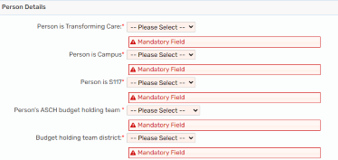 Person Details
Person is Transforming Care:* -- Please Select --
Mandatory Field
Person is Campus* -- Please Select --
Mandatory Field
Person is S117* -- Please Select --
Mandatory Field
Person's ASCH budget holding team * -- Please Select --
Mandatory Field
Budget holding team district:* -- Please Select --
Mandatory Field